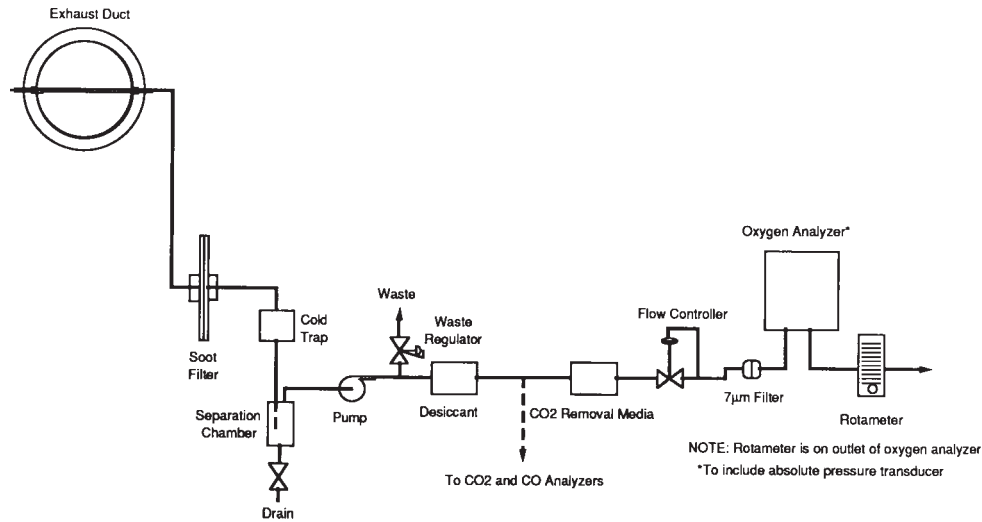 Exhaust Duct
Oxygen Analyzer*
Waste
Waste
Regulator
Flow Controller
Cold
Trap
Soot
Filter
Separation
Chamber
Pump
Desiccant
CO2 Removal Media
7µm Filter
Rotameter
NOTE: Rotameter is on outlet of oxygen analyzer
*To include absolute pressure transducer
To CO2 and CO Analyzers
Drain